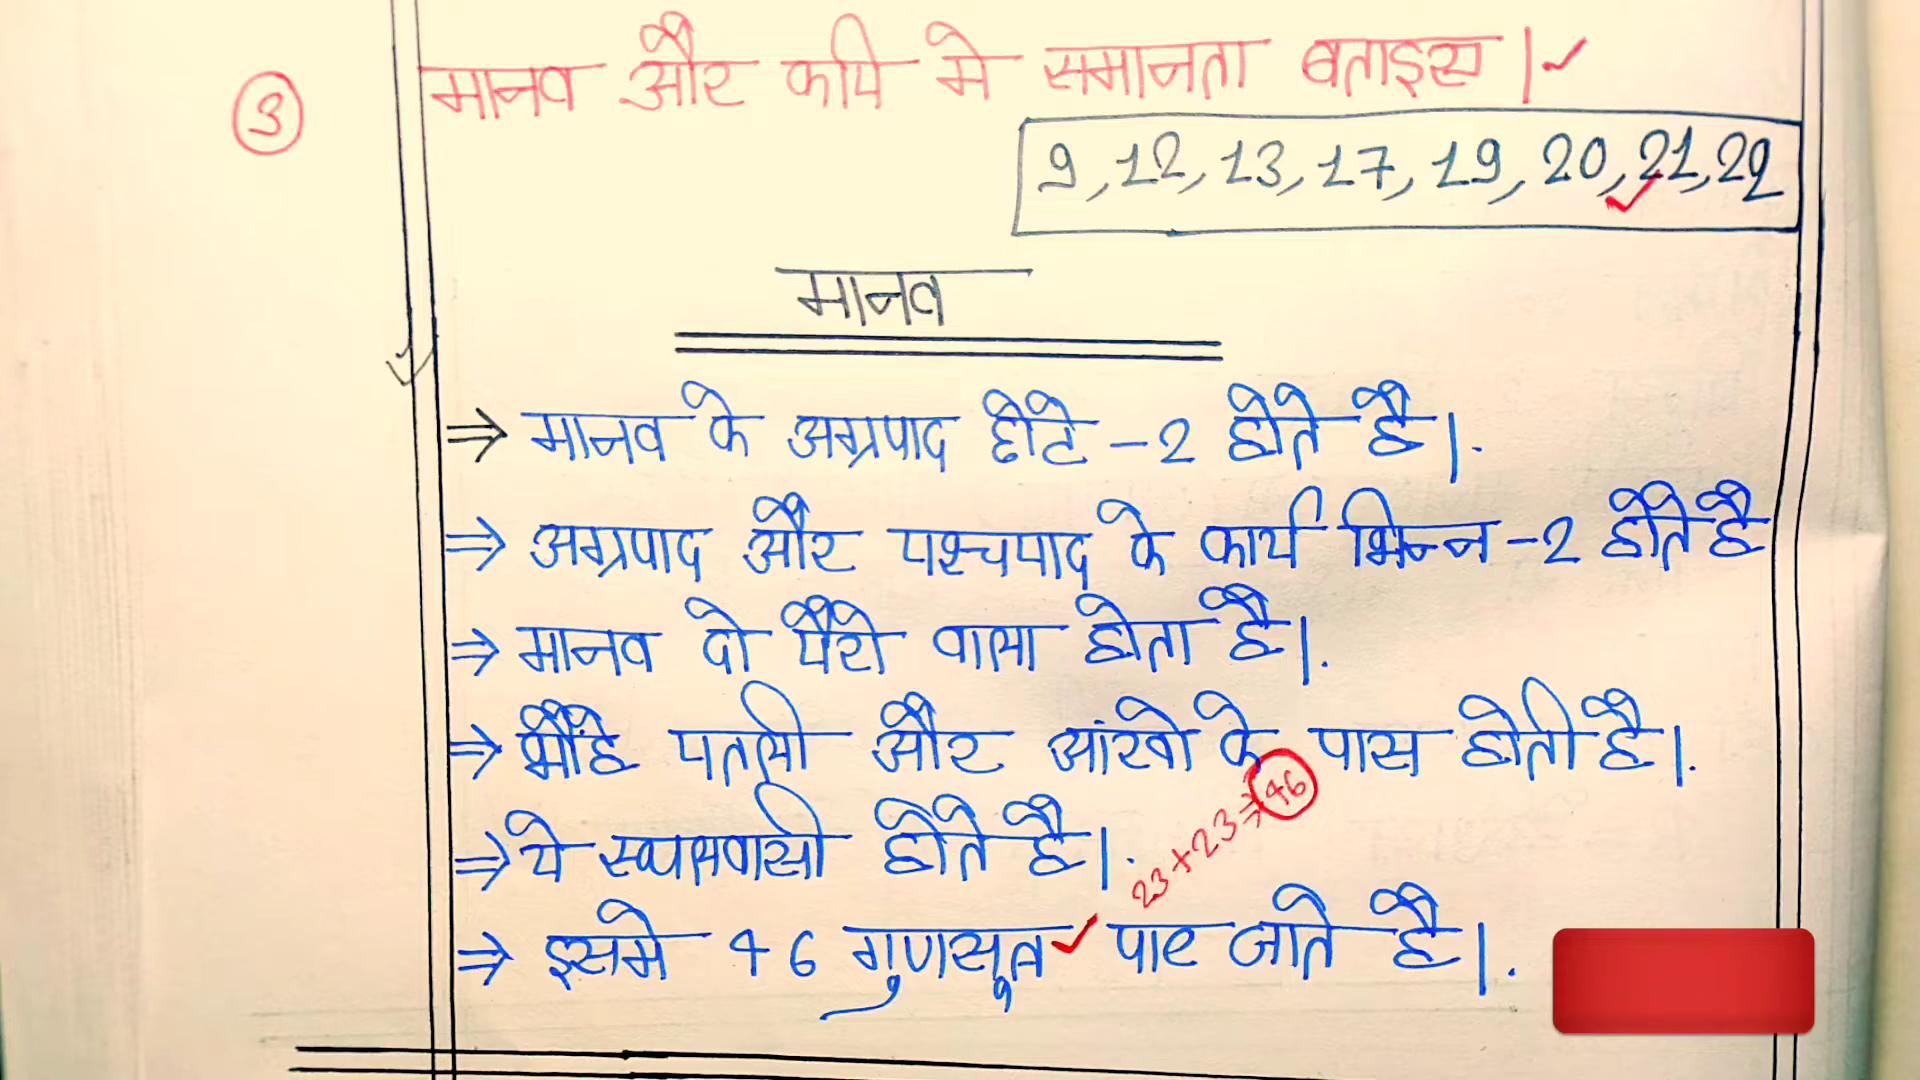 ③ मानव और कपि मे समानता बताइए।
9, 12, 13, 17, 19, 20, 21, 22
मानव
⇒ मानव के अग्रपाद छोटे -2 होते है।.
⇒ अग्रपाद और पश्चपाद के कार्य भिन्न -2 होते है
⇒ मानव दो पैरो वाला होता है।.
⇒ भौंहे पतली और आंखो के पास होती है।.
⇒ ये स्थलवासी होते है।.
23+23⇒46
⇒ इसमे 46 गुणसूत्र पाए जाते है।.